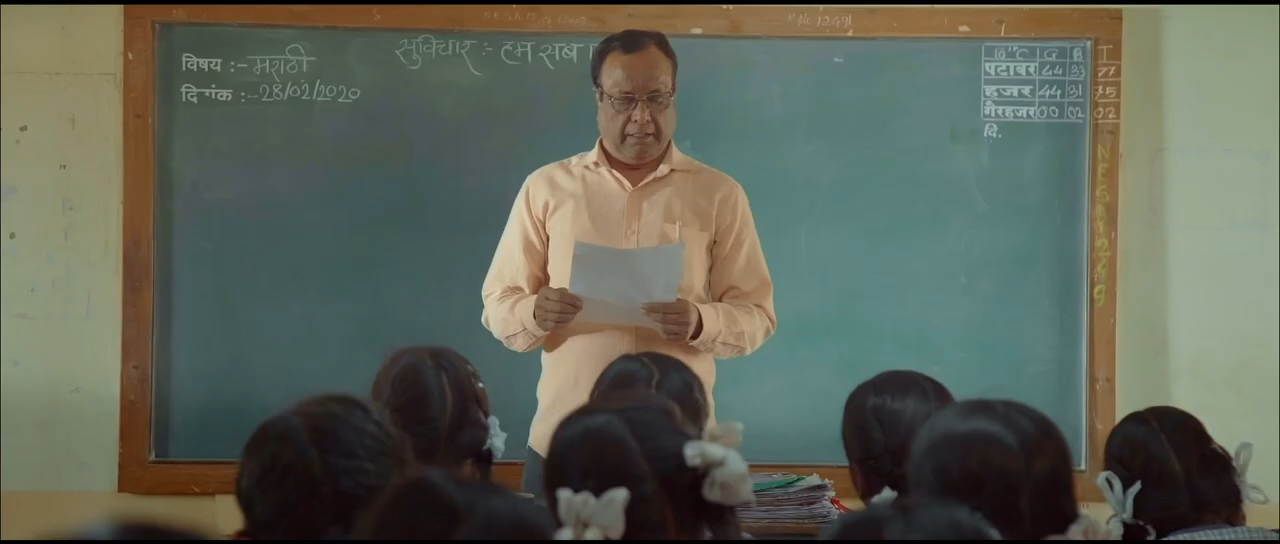 सुविचार :- हम सब
विषय :- मराठी
दिनांक :- 28/02/2020
10th C G B T
पटावर 44 33 77
हजर 44 31 75
गैरहजर 00 02 02
दि.